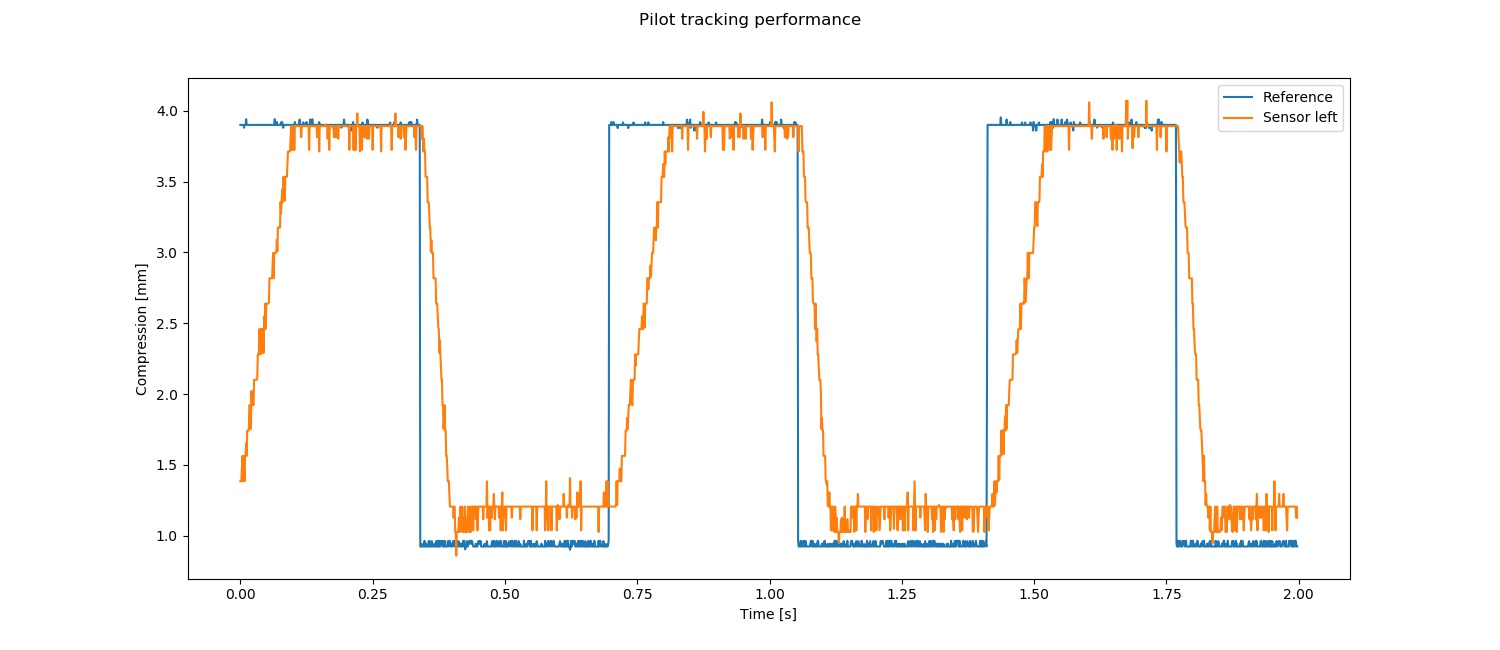 Pilot tracking performance
Reference
Sensor left
Compression [mm]
4.0
3.5
3.0
2.5
2.0
1.5
1.0
0.00 0.25 0.50 0.75 1.00 1.25 1.50 1.75 2.00
Time [s]